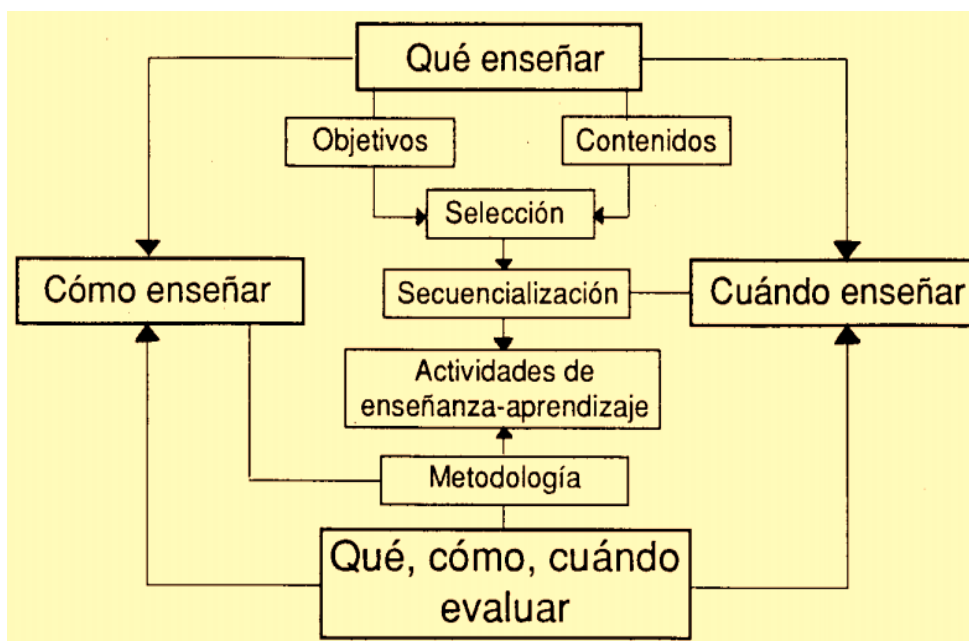 Qué enseñar
Objetivos
Contenidos
Selección
Cómo enseñar
Secuencialización
Cuándo enseñar
Actividades de
enseñanza-aprendizaje
Metodología
Qué, cómo, cuándo
evaluar